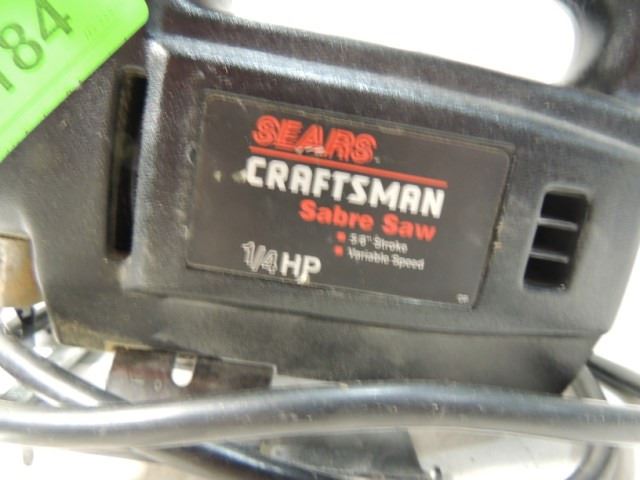 184
SEARS
CRAFTSMAN
Sabre Saw
■ 5/8" Stroke
■ Variable Speed
1/4 HP